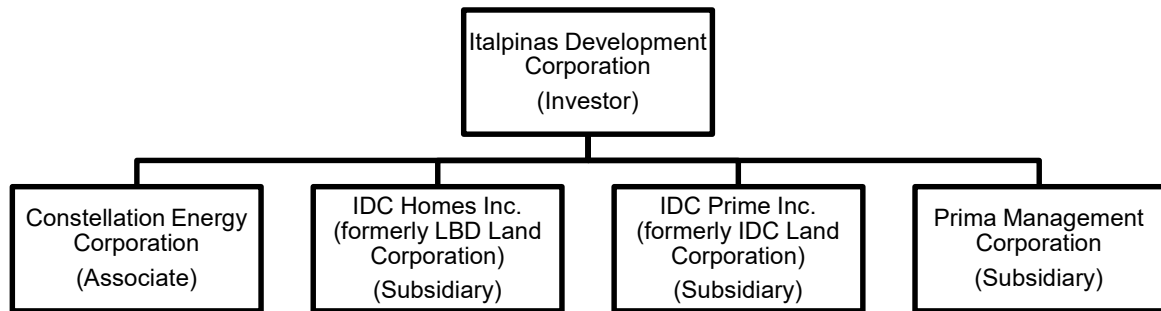 Italpinas Development
Corporation
(Investor)
Constellation Energy
Corporation
(Associate)
IDC Homes Inc.
(formerly LBD Land
Corporation)
(Subsidiary)
IDC Prime Inc.
(formerly IDC Land
Corporation)
(Subsidiary)
Prima Management
Corporation
(Subsidiary)